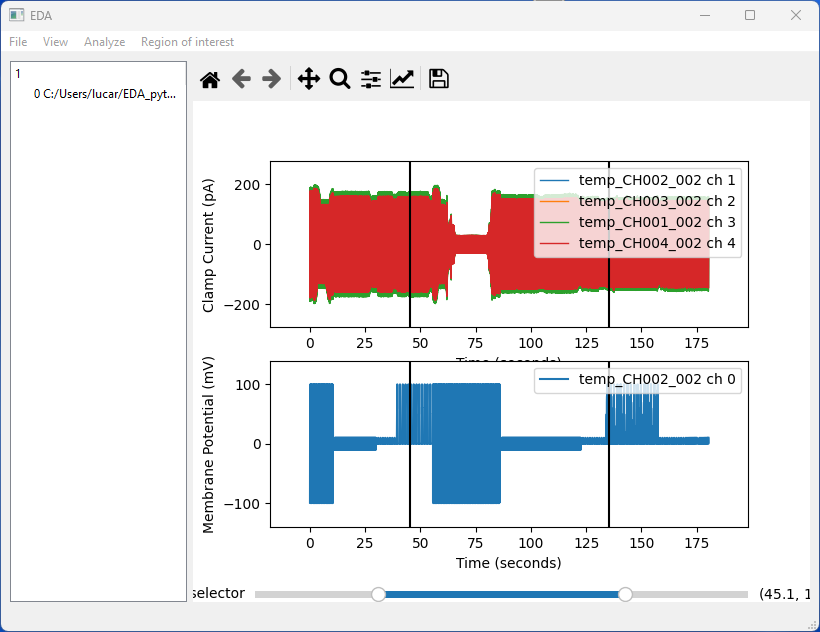 EDA
File View Analyze Region of interest
1
0 C:/Users/lucar/EDA_pyt...
Clamp Current (pA)
200
0
−200
temp_CH002_002 ch 1
temp_CH003_002 ch 2
temp_CH001_002 ch 3
temp_CH004_002 ch 4
0 25 50 75 100 125 150 175
Time (seconds)
Membrane Potential (mV)
100
0
−100
temp_CH002_002 ch 0
0 25 50 75 100 125 150 175
Time (seconds)
selector
(45.1, 1